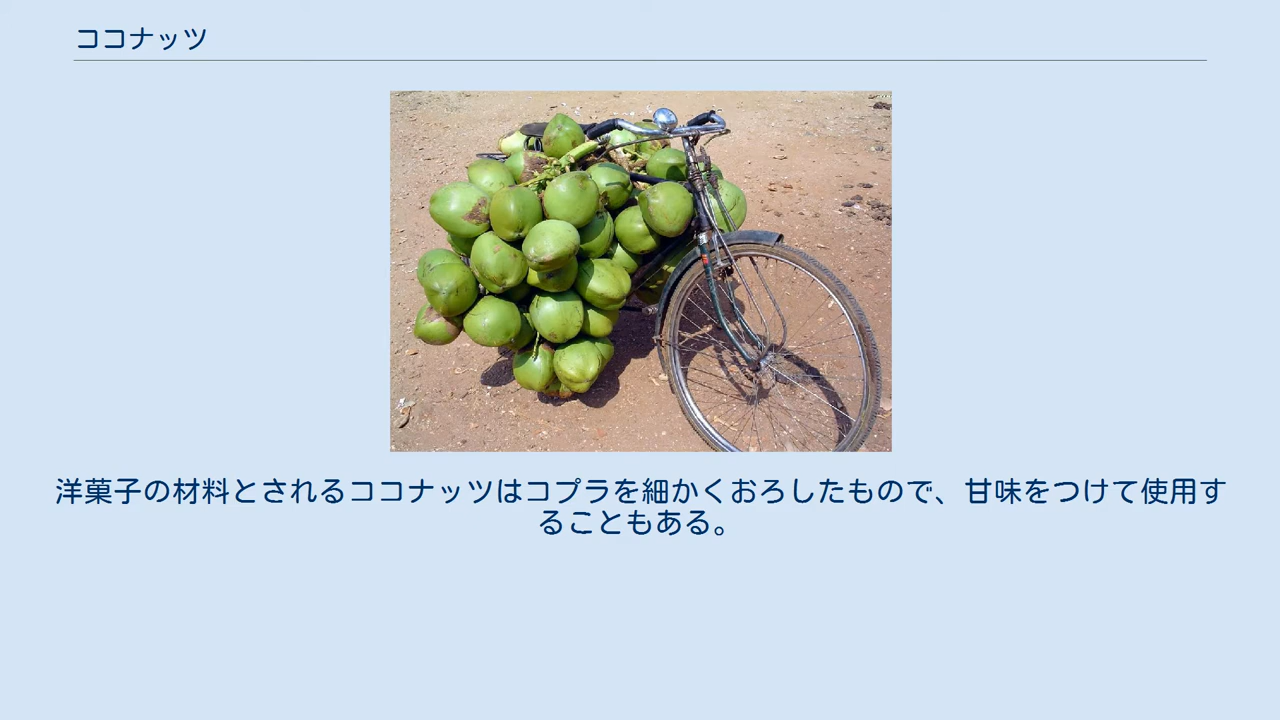 ココナッツ
洋菓子の材料とされるココナッツはコプラを細かくおろしたもので、甘味をつけて使用す
ることもある。